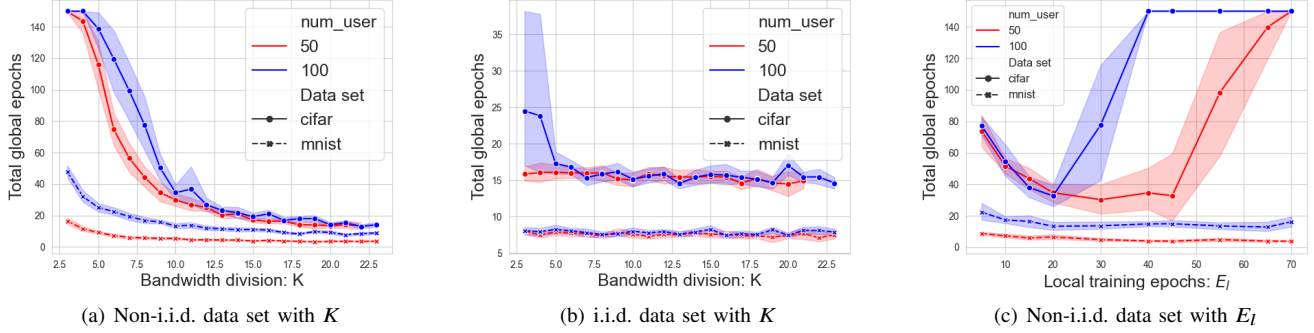 Total global epochs
160
140
120
100
80
60
40
20
0
2.5 5.0 7.5 10.0 12.5 15.0 17.5 20.0 22.5
Bandwidth division: K
num_user
50
100
Data set
cifar
mnist
(a) Non-i.i.d. data set with K
Total global epochs
40
35
30
25
20
15
10
5
2.5 5.0 7.5 10.0 12.5 15.0 17.5 20.0 22.5
Bandwidth division: K
num_user
50
100
Data set
cifar
mnist
(b) i.i.d. data set with K
Total global epochs
140
120
100
80
60
40
20
0
10 20 30 40 50 60 70
Local training epochs: E_l
num_user
50
100
Data set
cifar
mnist
(c) Non-i.i.d. data set with E_l